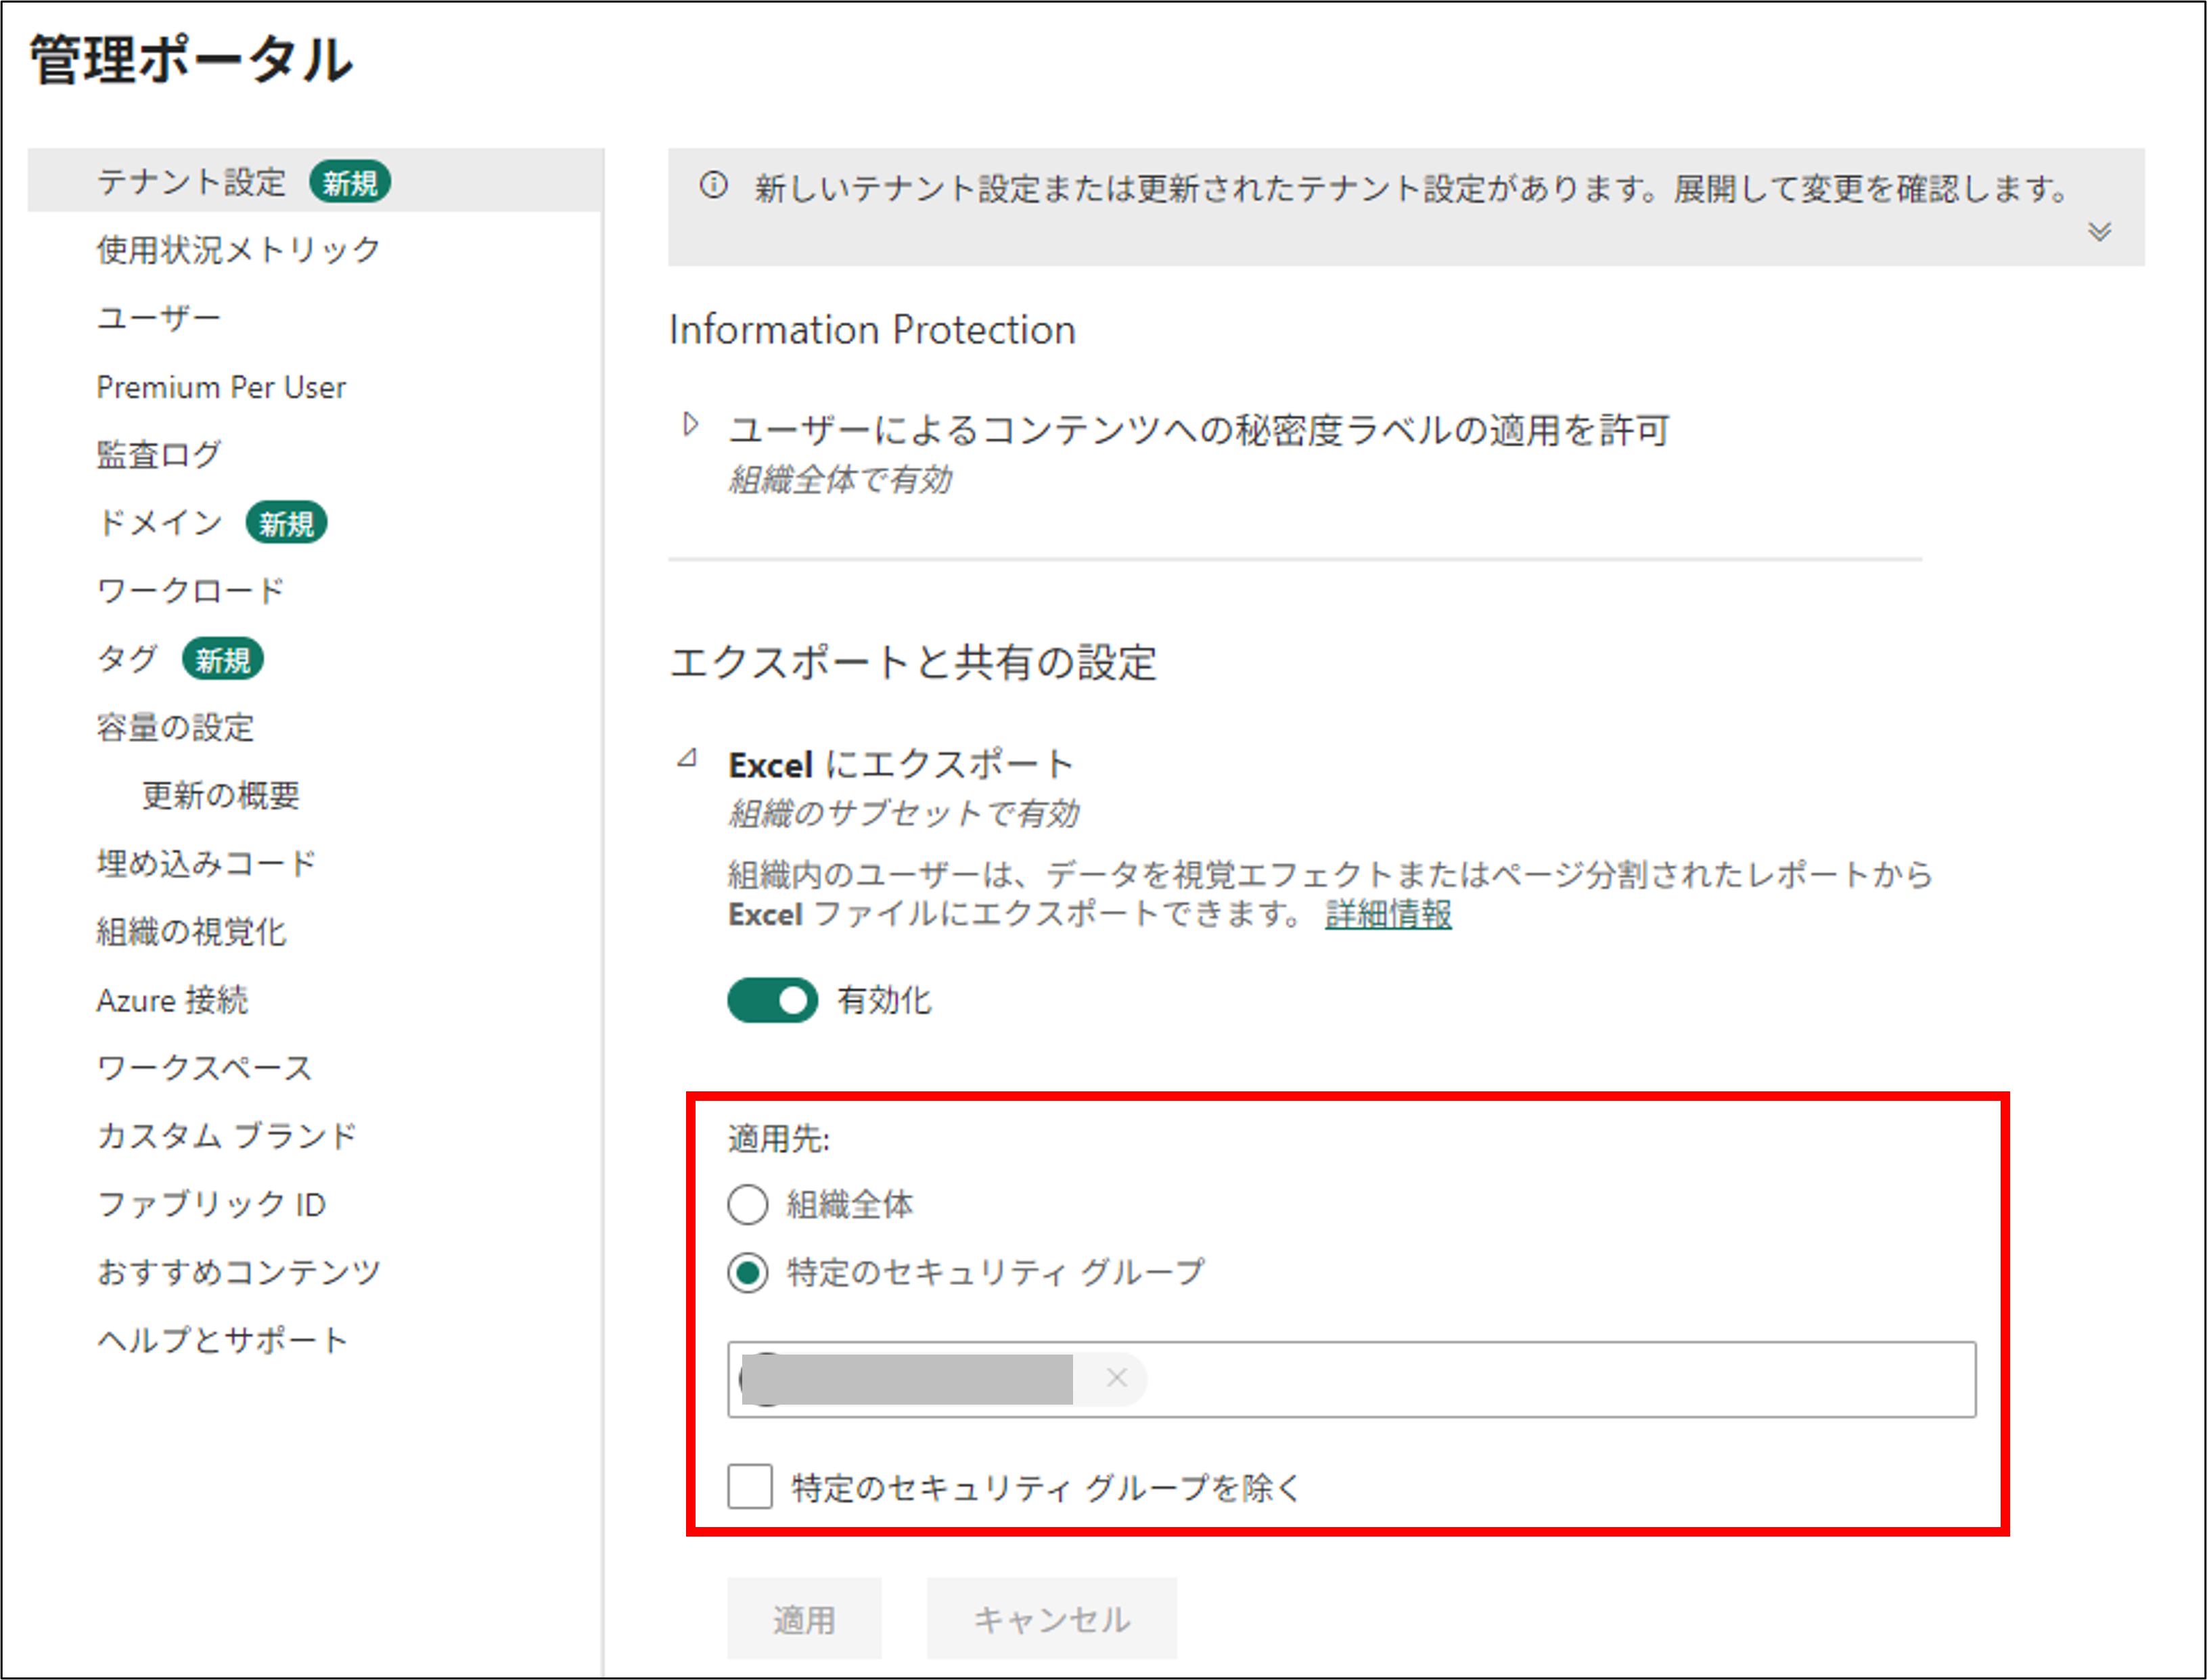 管理ポータル
テナント設定 新規
使用状況メトリック
ユーザー
Premium Per User
監査ログ
ドメイン 新規
ワークロード
タグ 新規
容量の設定
更新の概要
埋め込みコード
組織の視覚化
Azure 接続
ワークスペース
カスタム ブランド
ファブリック ID
おすすめコンテンツ
ヘルプとサポート
新しいテナント設定または更新されたテナント設定があります。展開して変更を確認します。
Information Protection
ユーザーによるコンテンツへの秘密度ラベルの適用を許可
組織全体で有効
エクスポートと共有の設定
Excel にエクスポート
組織のサブセットで有効
組織内のユーザーは、データを視覚エフェクトまたはページ分割されたレポートから
Excel ファイルにエクスポートできます。 詳細情報
有効化
適用先:
組織全体
特定のセキュリティ グループ
特定のセキュリティ グループを除く
適用 キャンセル